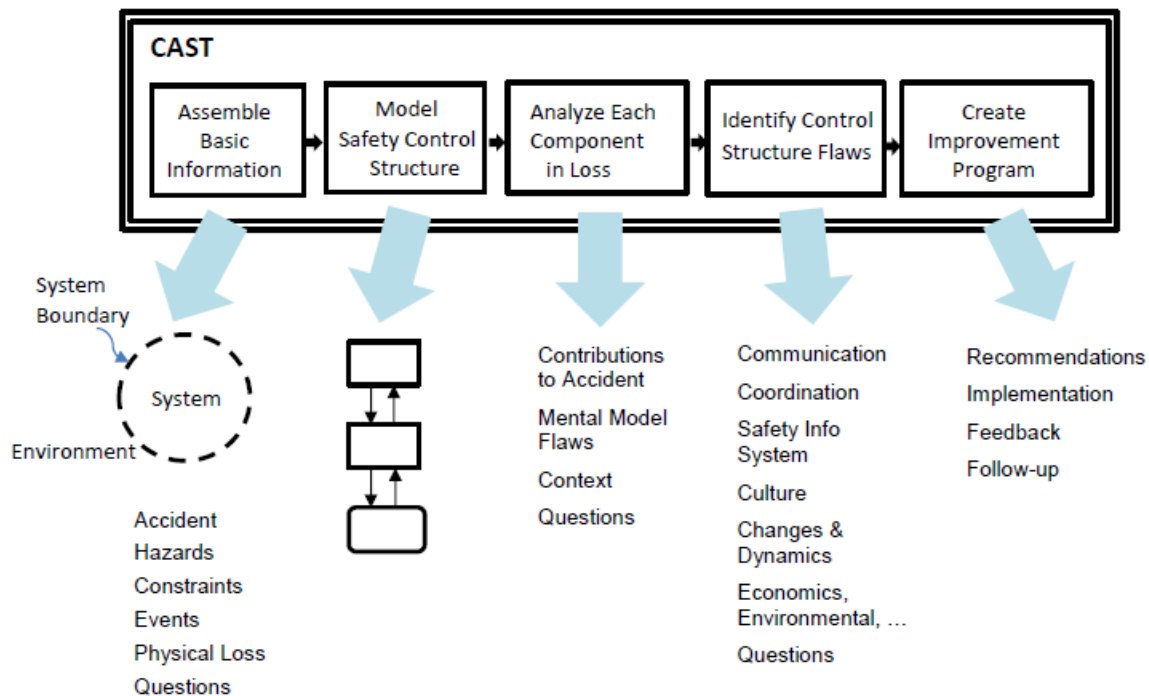 CAST
Assemble
Basic
Information
Model
Safety Control
Structure
Analyze Each
Component
in Loss
Identify Control
Structure Flaws
Create
Improvement
Program
System
Boundary
System
Environment
Accident
Hazards
Constraints
Events
Physical Loss
Questions
Contributions
to Accident
Mental Model
Flaws
Context
Questions
Communication
Coordination
Safety Info
System
Culture
Changes &
Dynamics
Economics,
Environmental, …
Questions
Recommendations
Implementation
Feedback
Follow-up